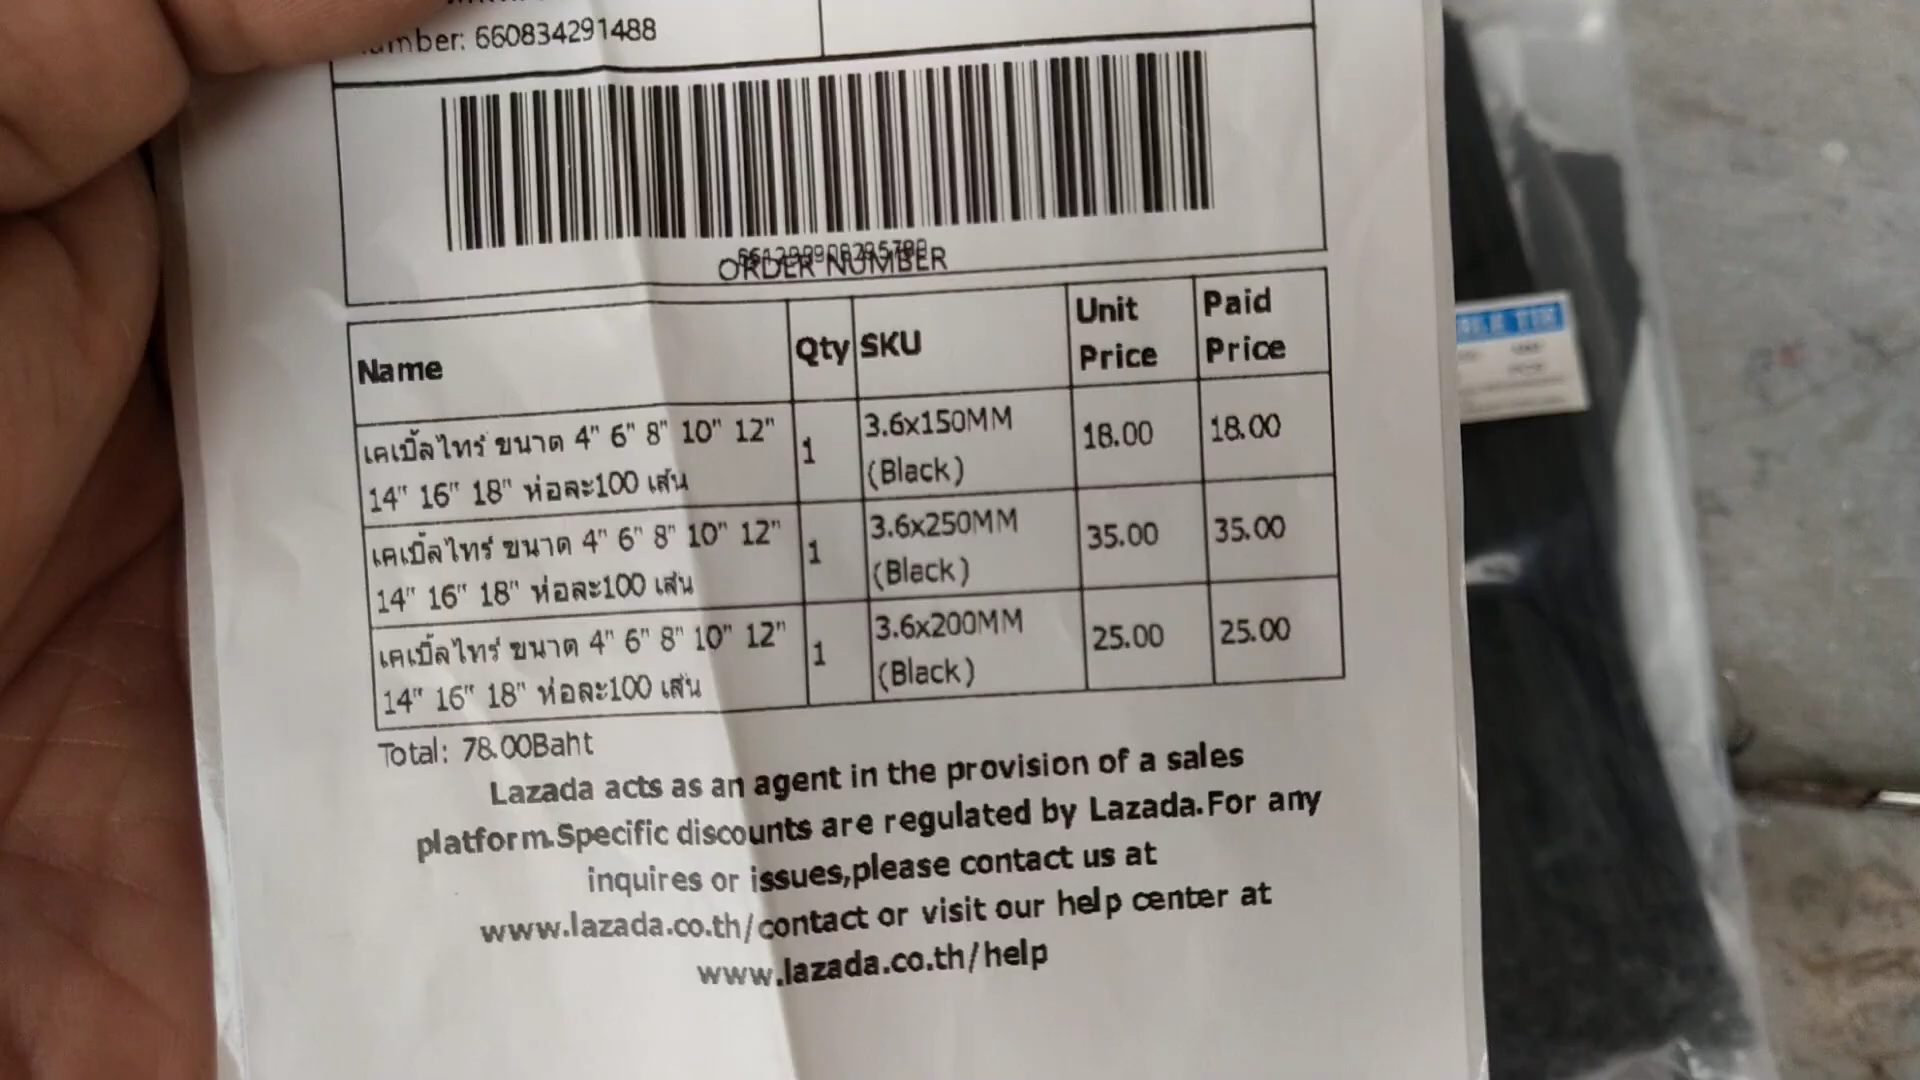 number: 660834291488
ORDER NUMBER
Name Qty SKU Unit Price Paid Price
เคเบิ้ลไทร์ ขนาด 4" 6" 8" 10" 12" 1 3.6x150MM 18.00 18.00
14" 16" 18" ห่อละ100 เส้น (Black)
เคเบิ้ลไทร์ ขนาด 4" 6" 8" 10" 12" 1 3.6x250MM 35.00 35.00
14" 16" 18" ห่อละ100 เส้น (Black)
เคเบิ้ลไทร์ ขนาด 4" 6" 8" 10" 12" 1 3.6x200MM 25.00 25.00
14" 16" 18" ห่อละ100 เส้น (Black)
Total: 78.00Baht
Lazada acts as an agent in the provision of a sales
platform.Specific discounts are regulated by Lazada.For any
inquires or issues,please contact us at
www.lazada.co.th/contact or visit our help center at
www.lazada.co.th/help